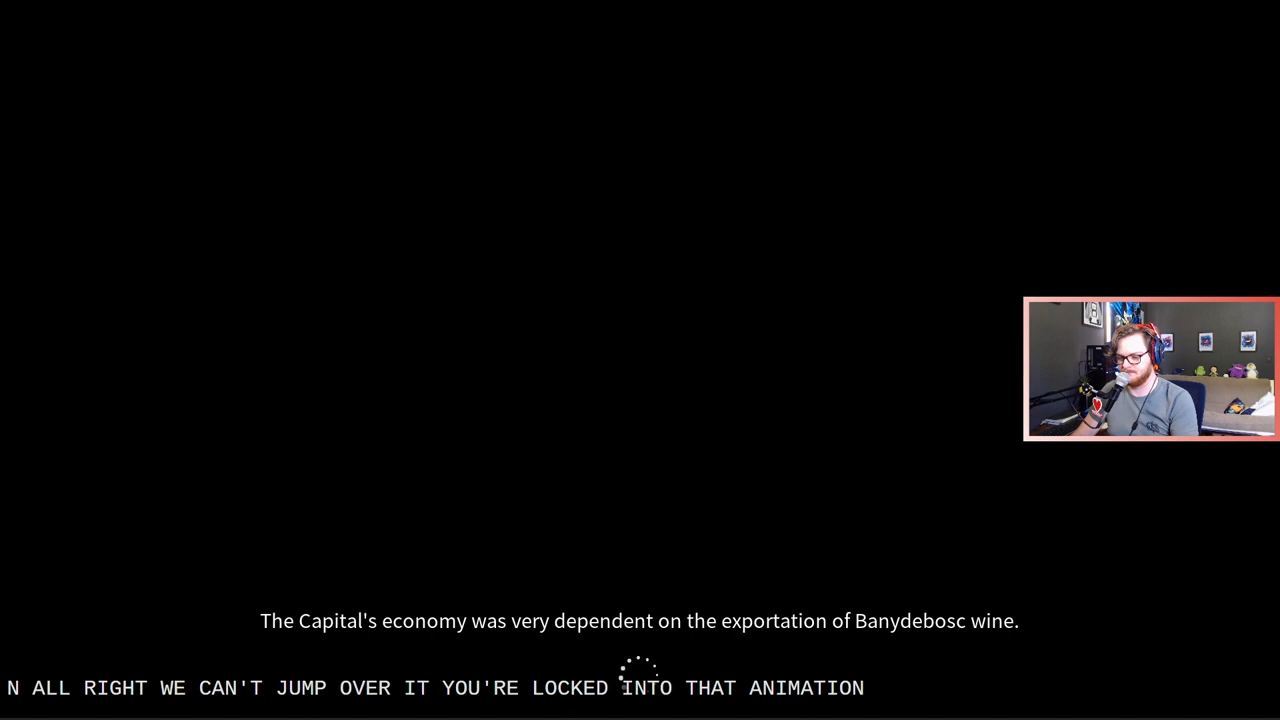 The Capital's economy was very dependent on the exportation of Banydebosc wine.
N ALL RIGHT WE CAN'T JUMP OVER IT YOU'RE LOCKED INTO THAT ANIMATION